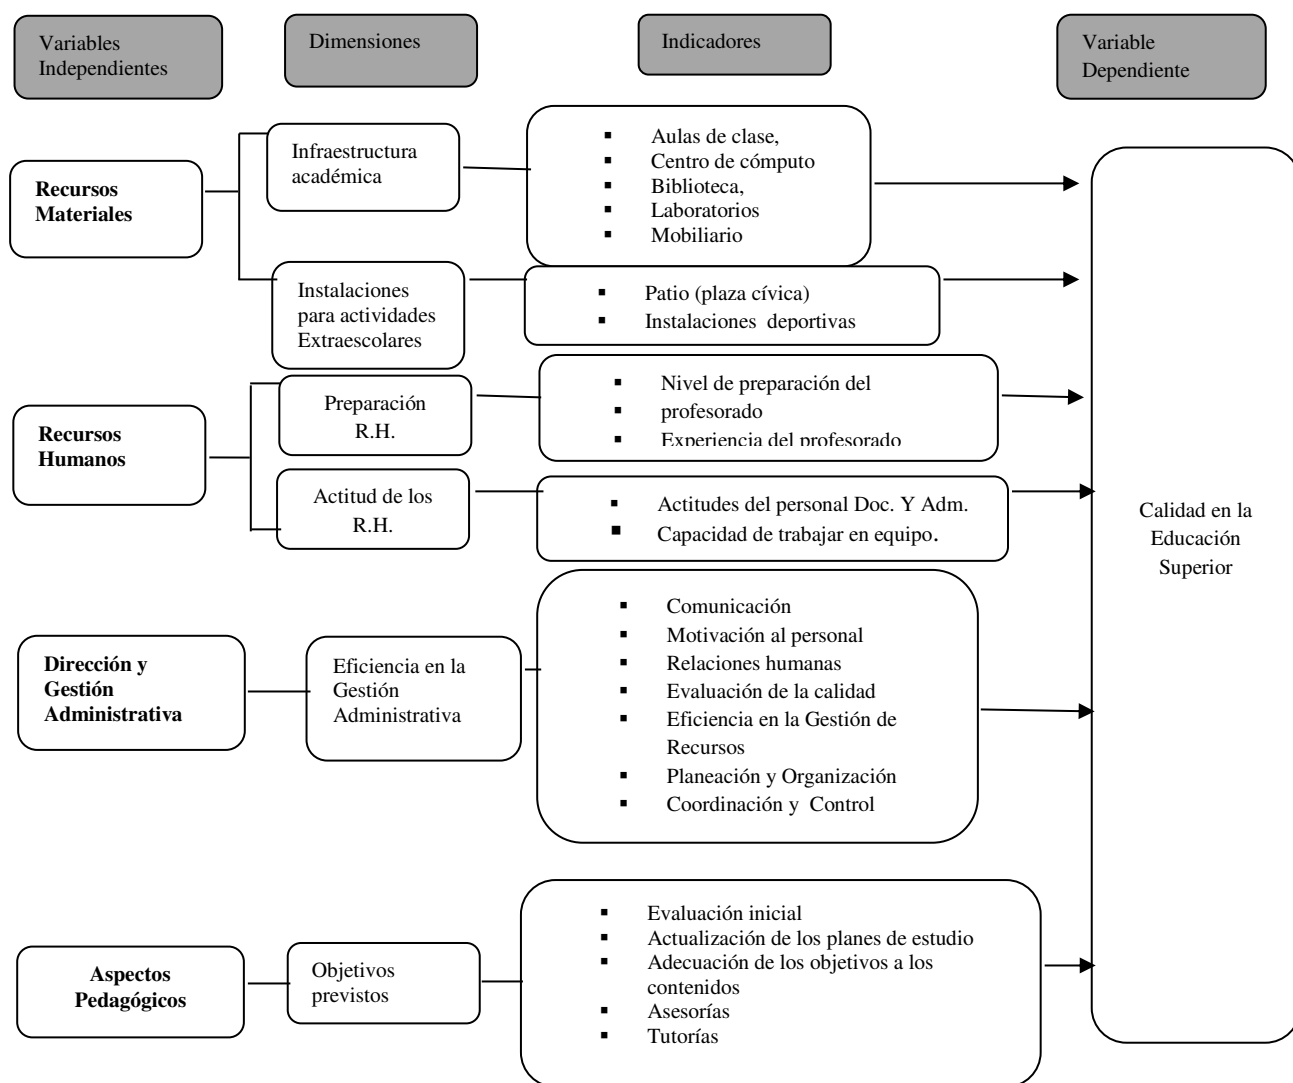 Variables
Independientes
Dimensiones
Indicadores
Variable
Dependiente
Recursos
Materiales
Infraestructura
académica
▪ Aulas de clase,
▪ Centro de cómputo
▪ Biblioteca,
▪ Laboratorios
▪ Mobiliario
Instalaciones
para actividades
Extraescolares
▪ Patio (plaza cívica)
▪ Instalaciones deportivas
Recursos
Humanos
Preparación
R.H.
▪ Nivel de preparación del
▪ profesorado
▪ Experiencia del profesorado
Actitud de los
R.H.
▪ Actitudes del personal Doc. Y Adm.
▪ Capacidad de trabajar en equipo.
Dirección y
Gestión
Administrativa
Eficiencia en la
Gestión
Administrativa
▪ Comunicación
▪ Motivación al personal
▪ Relaciones humanas
▪ Evaluación de la calidad
▪ Eficiencia en la Gestión de
Recursos
▪ Planeación y Organización
▪ Coordinación y Control
Aspectos
Pedagógicos
Objetivos
previstos
▪ Evaluación inicial
▪ Actualización de los planes de estudio
▪ Adecuación de los objetivos a los
contenidos
▪ Asesorías
▪ Tutorías
Calidad en la
Educación
Superior